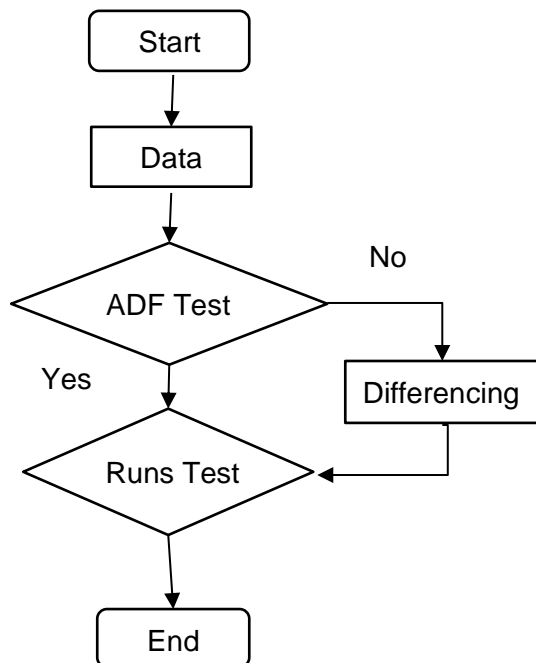 Start
Data
No
ADF Test
Yes
Differencing
Runs Test
End